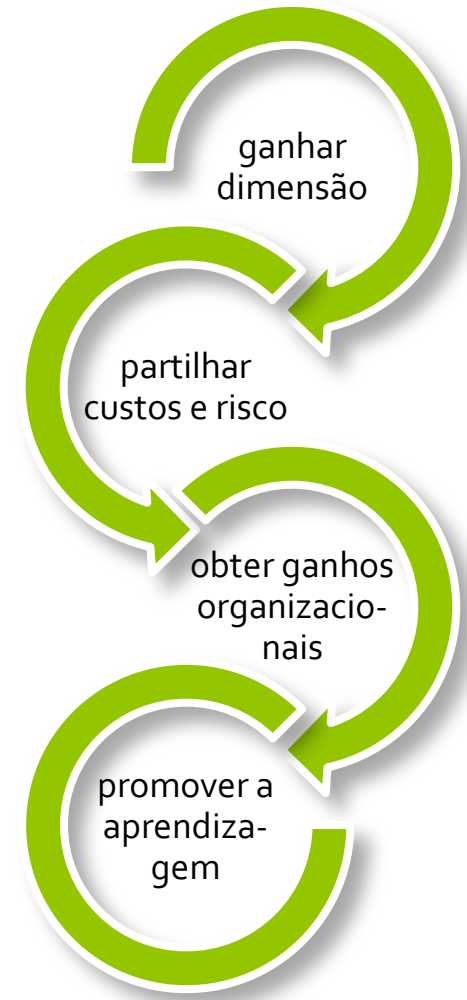 ganhar
dimensão
partilhar
custos e risco
obter ganhos
organizacio-
nais
promover a
aprendiza-
gem